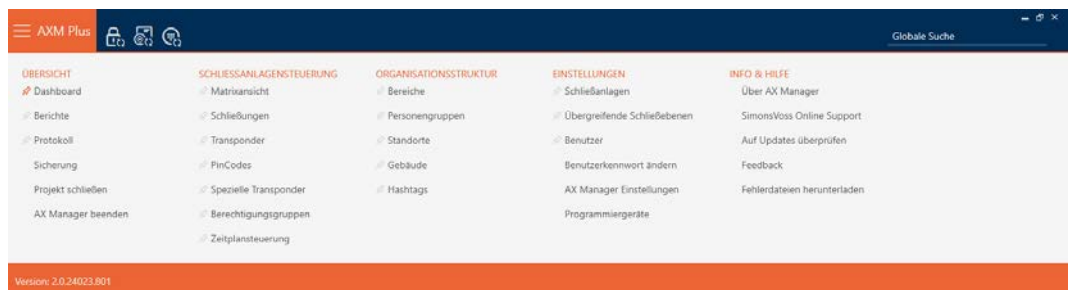 AXM Plus
Globale Suche
ÜBERSICHT
Dashboard
Berichte
Protokoll
Sicherung
Projekt schließen
AX Manager beenden
SCHLIESSANLAGENSTEUERUNG
Matrixansicht
Schließungen
Transponder
PinCodes
Spezielle Transponder
Berechtigungsgruppen
Zeitplansteuerung
ORGANISATIONSSTRUKTUR
Bereiche
Personengruppen
Standorte
Gebäude
Hashtags
EINSTELLUNGEN
Schließanlagen
Übergreifende Schließebenen
Benutzer
Benutzerkennwort ändern
AX Manager Einstellungen
Programmiergeräte
INFO & HILFE
Über AX Manager
SimonsVoss Online Support
Auf Updates überprüfen
Feedback
Fehlerdateien herunterladen
Version: 2.0.24023.801